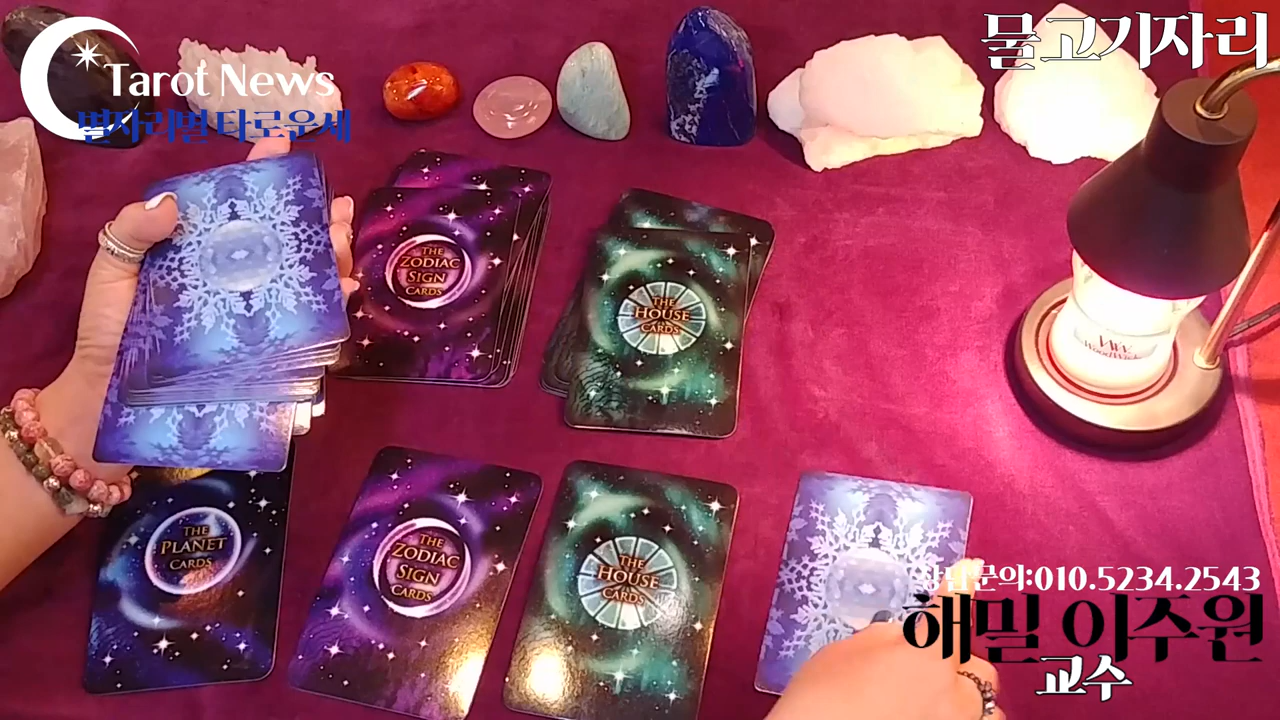 물고기자리
Tarot News
별자리별 타로운세
THE
ZODIAC
SIGN
CARDS
THE
HOUSE
CARDS
WoodWick
THE
PLANET
CARDS
THE
ZODIAC
SIGN
CARDS
THE
HOUSE
CARDS
상담문의:010.5234.2543
해밀 이주원
교수